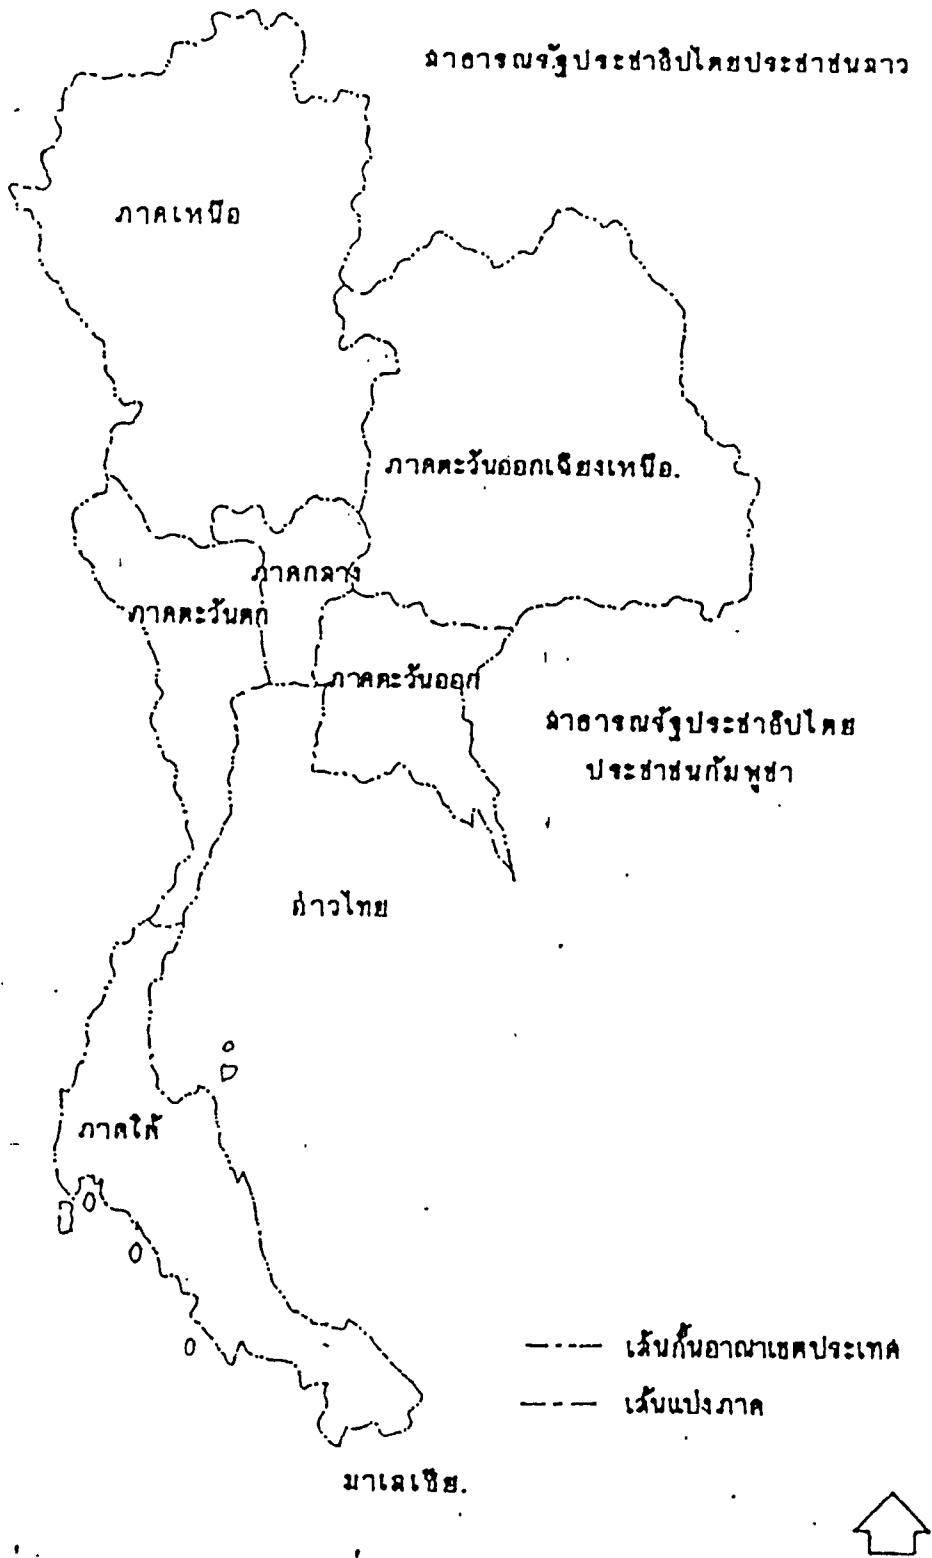 สาธารณรัฐประชาธิปไตยประชาชนลาว
ภาคเหนือ
ภาคตะวันออกเฉียงเหนือ.
ภาคกลาง
ภาคตะวันตก
ภาคตะวันออก
สาธารณรัฐประชาธิปไตย
ประชาชนกัมพูชา
อ่าวไทย
ภาคใต้
เส้นกั้นอาณาเขตประเทศ
เส้นแบ่งภาค
มาเลเซีย.